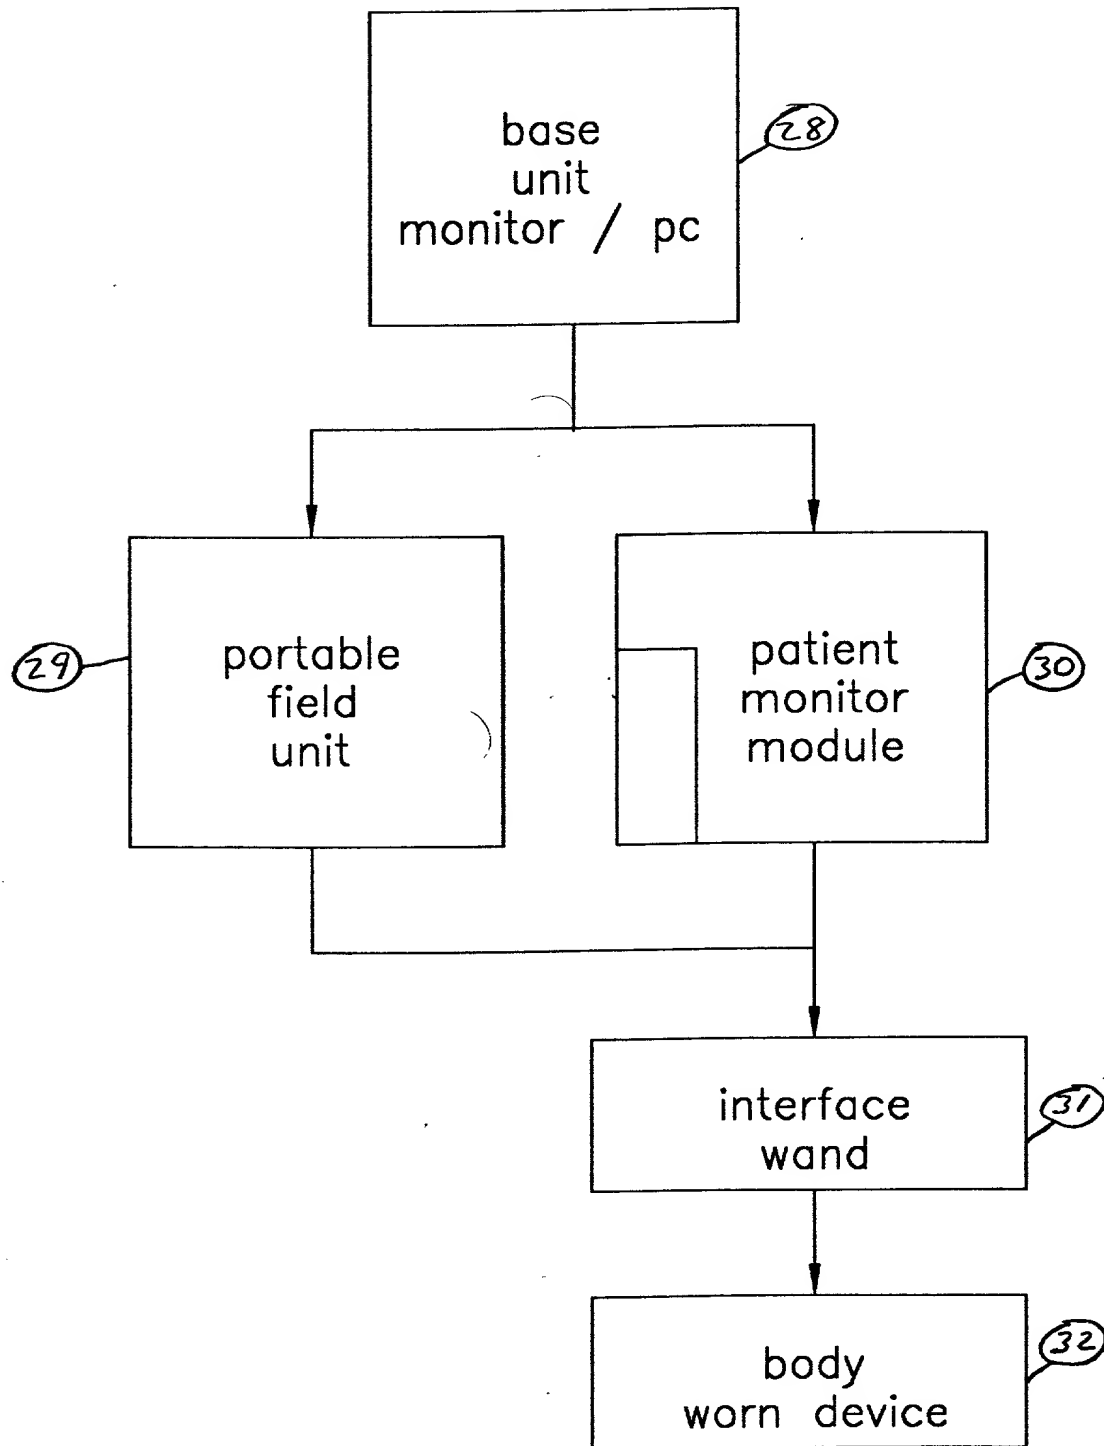 base
unit
monitor / pc
28
29
portable
field
unit
patient
monitor
module
30
interface
wand
31
body
worn device
32